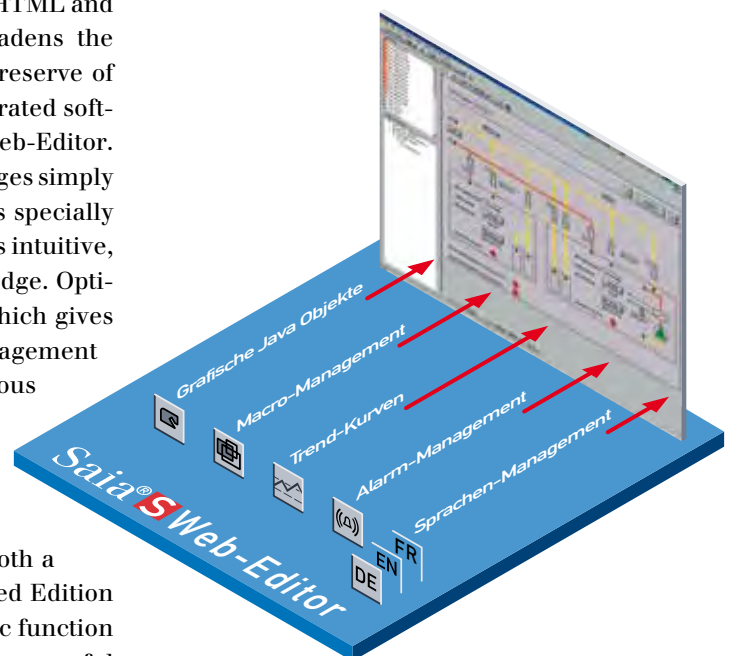 HTML and
adens the
reserve of
rated soft-
eb-Editor.
ges simply
s specially
s intuitive,
dge. Opti-
hich gives
agement
ous
oth a
ed Edition
c function
Grafische Java Objekte
Macro-Management
Trend-Kurven
Alarm-Management
Sprachen-Management
DE
EN
FR
Saia® S Web-Editor